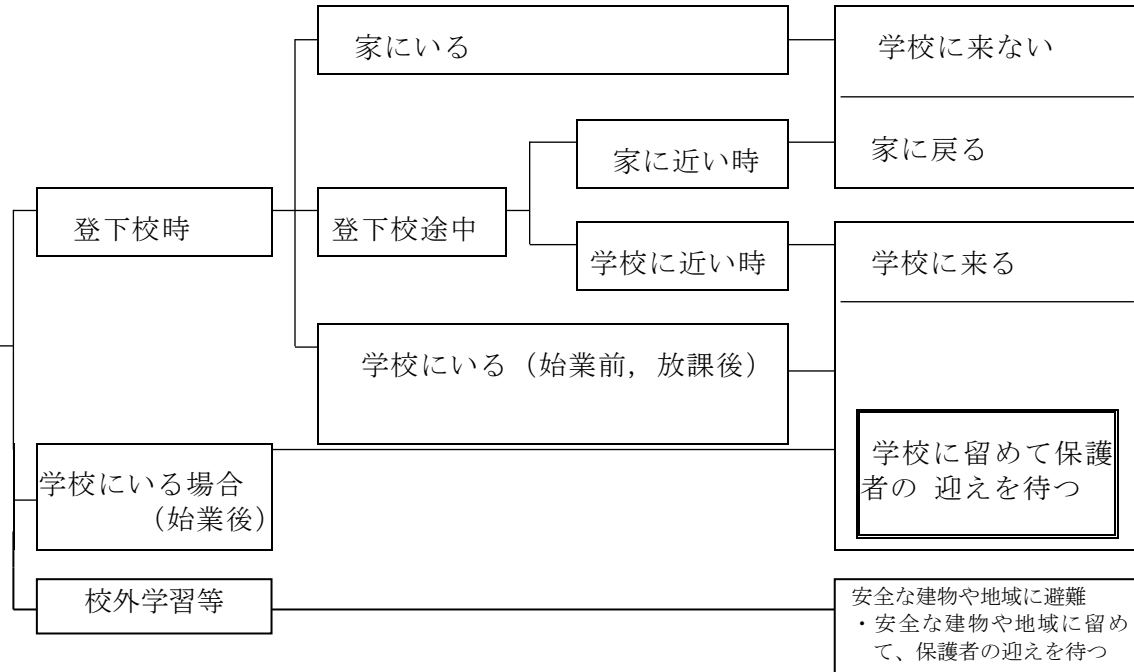 家にいる
学校に来ない
家に近い時
家に戻る
登下校時
登下校途中
学校に近い時
学校に来る
学校にいる（始業前，放課後）
学校に留めて保護
者の 迎えを待つ
学校にいる場合
（始業後）
校外学習等
安全な建物や地域に避難
・安全な建物や地域に留め
て、保護者の迎えを待つ